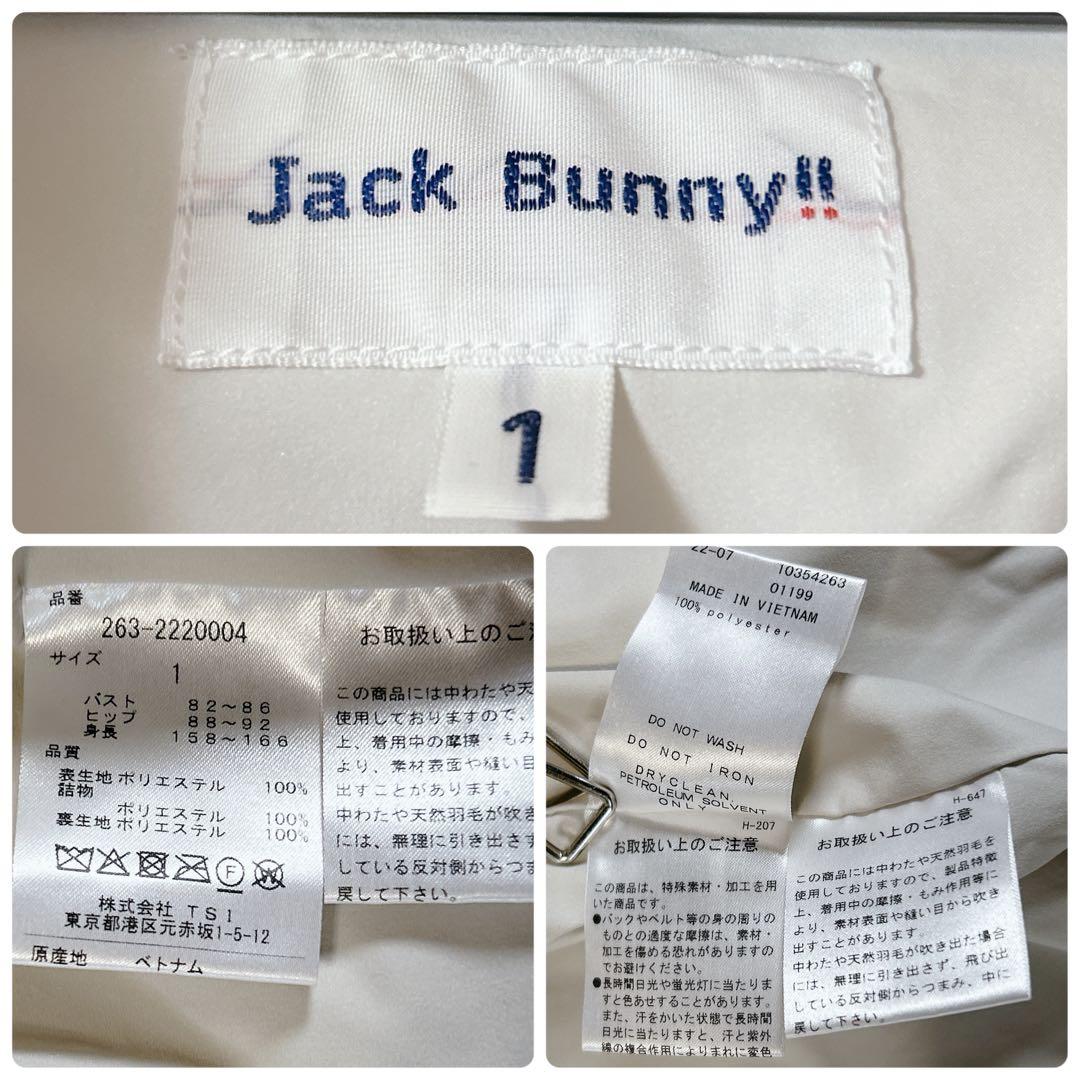 Jack Bunny!!
1
品番
263-2220004
サイズ
1
バスト 82～86
ヒップ 88～92
身長 158～166
品質
表生地 ポリエステル 100%
詰物
ポリエステル 100%
裏生地 ポリエステル 100%
F W
株式会社 TSI
東京都港区元赤坂1-5-12
原産地 ベトナム
お取扱い上のご注
この商品には中わたや天
使用しておりますので、
上、着用中の摩擦・もみ
より、素材表面や縫い目
出すことがあります。
中わたや天然羽毛が吹き
には、無理に引き出さず
している反対側からつま
戻して下さい。
22-07 10354263
01199
MADE IN VIETNAM
100% polyester
DO NOT WASH
DO NOT IRON
DRYCLEAN
PETROLEUM SOLVENT
ONLY
H-207
お取扱い上のご注意
この商品は、特殊素材・加工を用
いた商品です。
●バックやベルト等の身の周りの
ものとの過度な摩擦は、素材・
加工を傷める恐れがありますの
でお避けください。
●長時間日光や蛍光灯に当たりま
すと色あせすることがあります。
また、汗をかいた状態で長時間
日光に当たりますと、汗と紫外
線の複合作用によりまれに変色
H-647
お取扱い上のご注意
この商品には中わたや天然羽毛を
使用しておりますので、製品特徴
上、着用中の摩擦・もみ作用等に
より、素材表面や縫い目から吹き
出すことがあります。
中わたや天然羽毛が吹き出た場合
には、無理に引き出さず、飛び出
している反対側からつまみ、中に
戻して下さい。